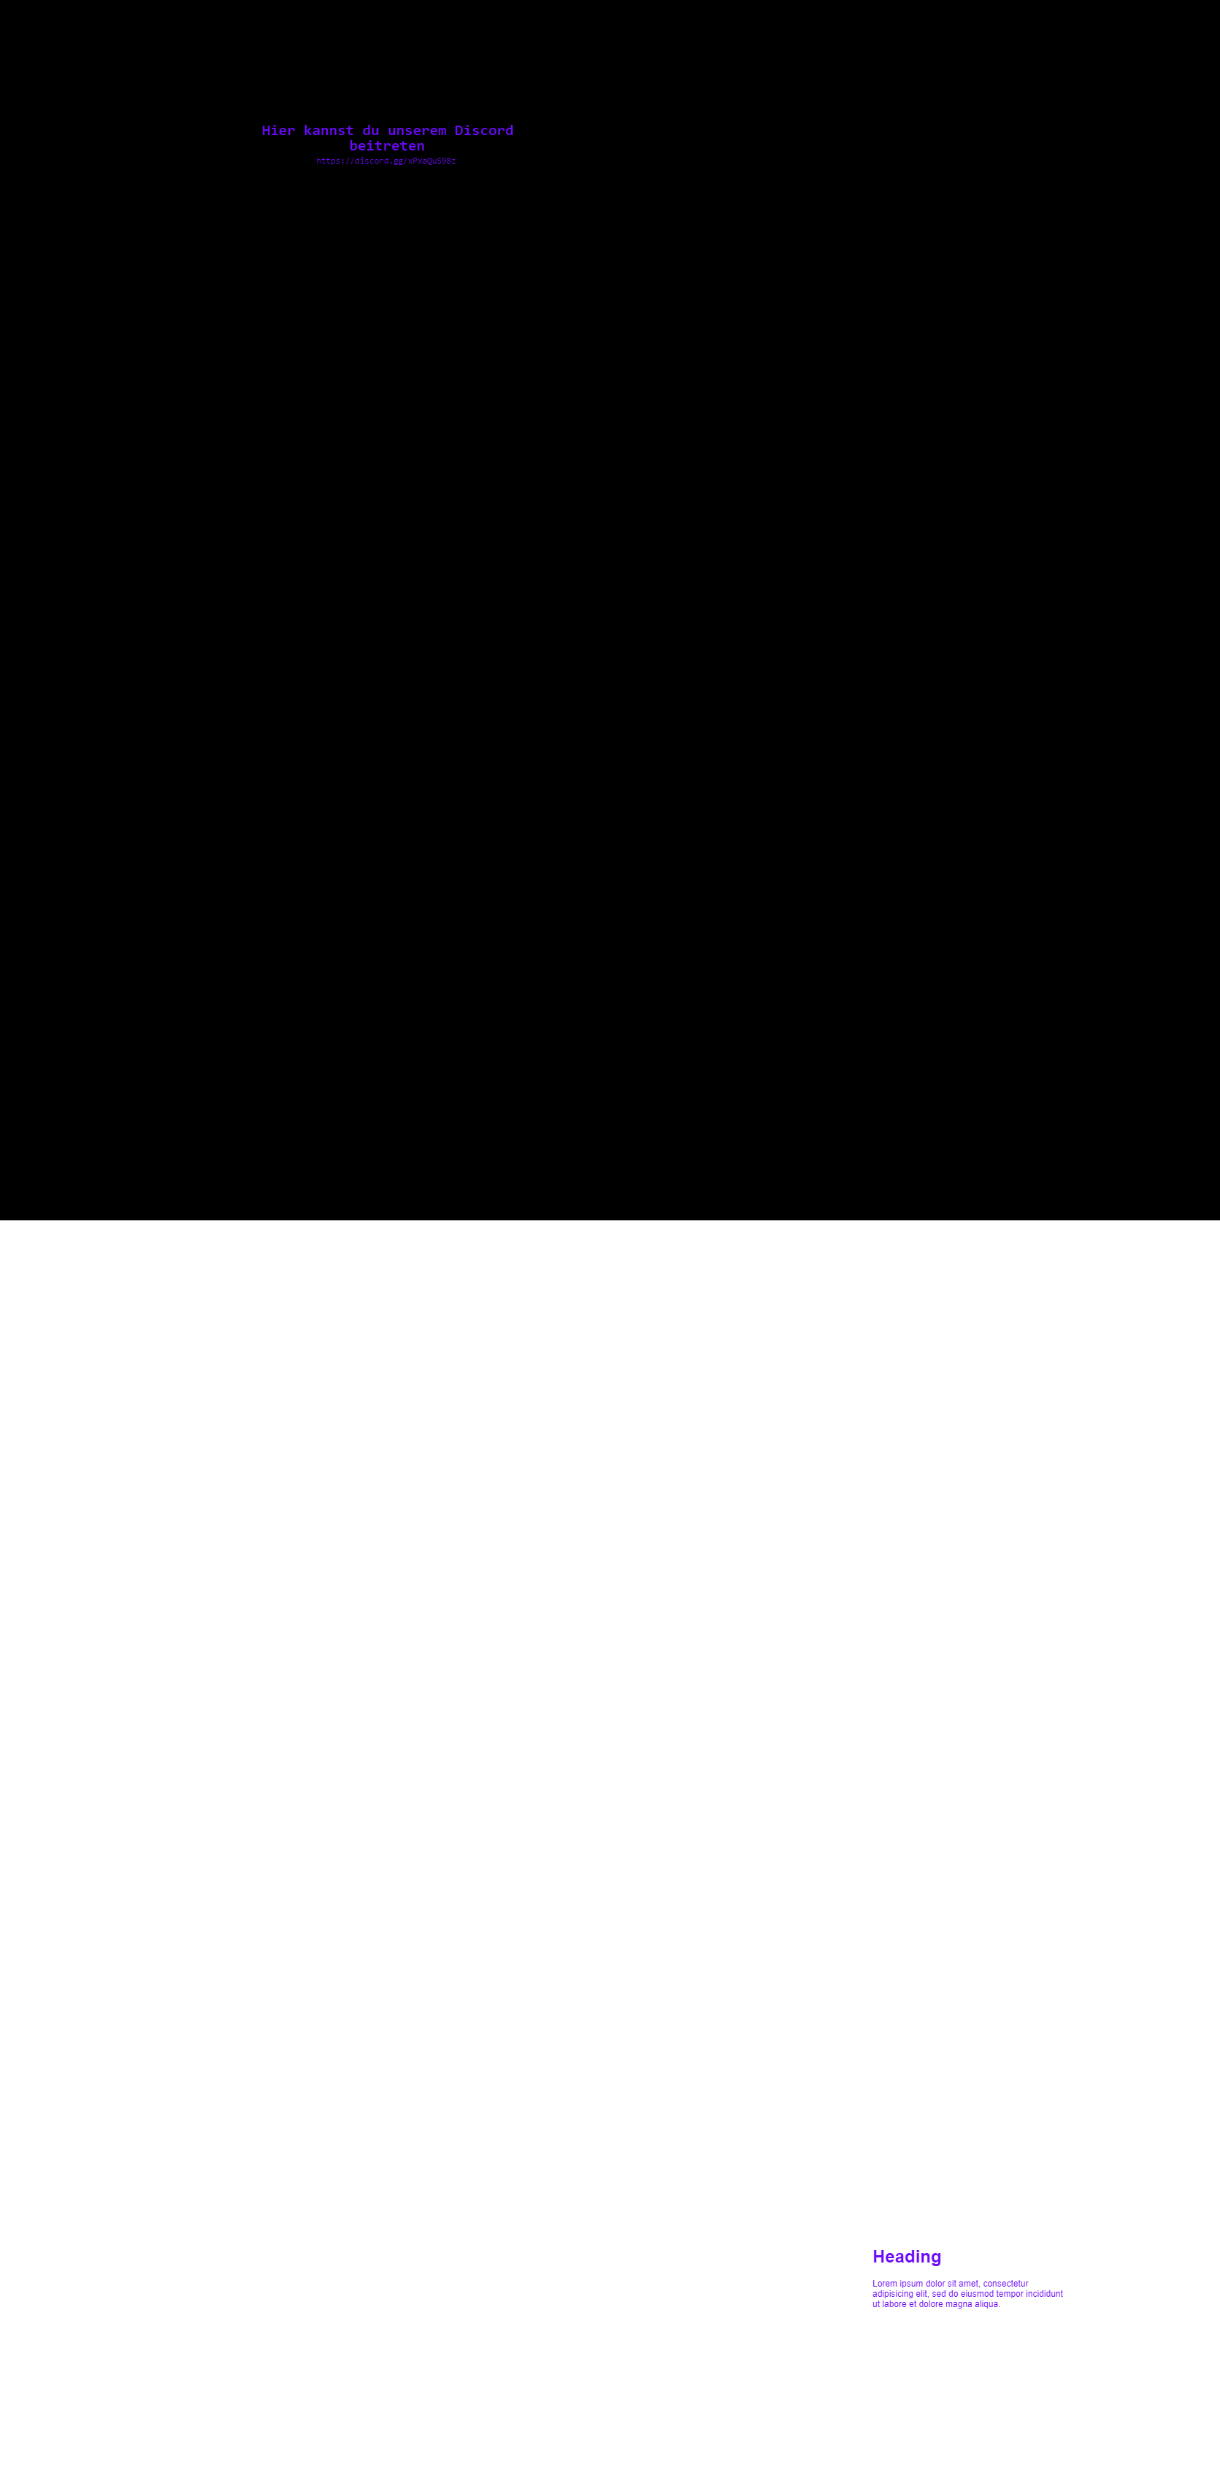 Hier kannst du unserem Discord
beitreten
Heading
Lorem ipsum dolor sit amet, consectetur
adipisicing elit, sed do eiusmod tempor incididunt
ut labore et dolore magna aliqua.